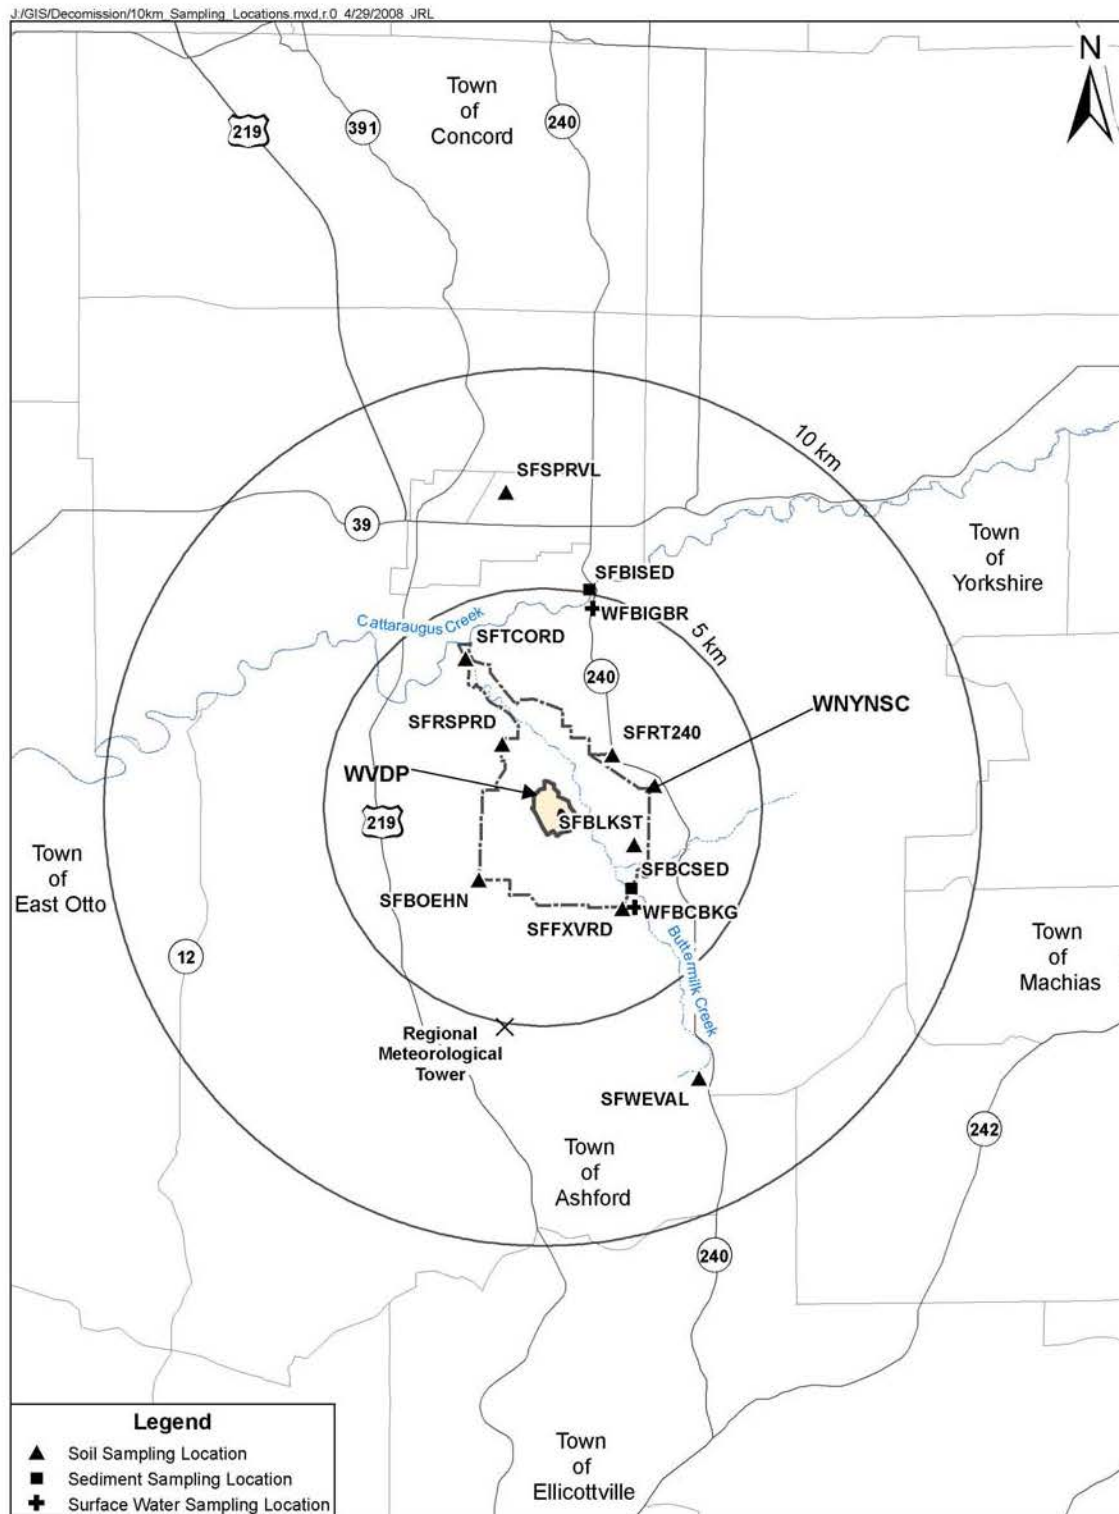 J:/GIS/Decomission/10km_Sampling_Locations.mxd,r.0 4/29/2008 JRL
N
Town
of
Concord
219
391
240
10 km
SFSPRVL
39
Town
of
Yorkshire
SFBISED
WFBIGBR
Cattaraugus Creek
SFTCORD
5 km
240
WNYNSC
SFRSPRD
SFRT240
WVDP
219
SFBLKST
Town
of
East Otto
SFBCSED
SFBOEHN
WFBCBKG
SFFXVRD
12
Buttermilk Creek
Town
of
Machias
Regional
Meteorological
Tower
SFWEVAL
242
Town
of
Ashford
240
Legend
Soil Sampling Location
Sediment Sampling Location
Surface Water Sampling Location
Town
of
Ellicottville